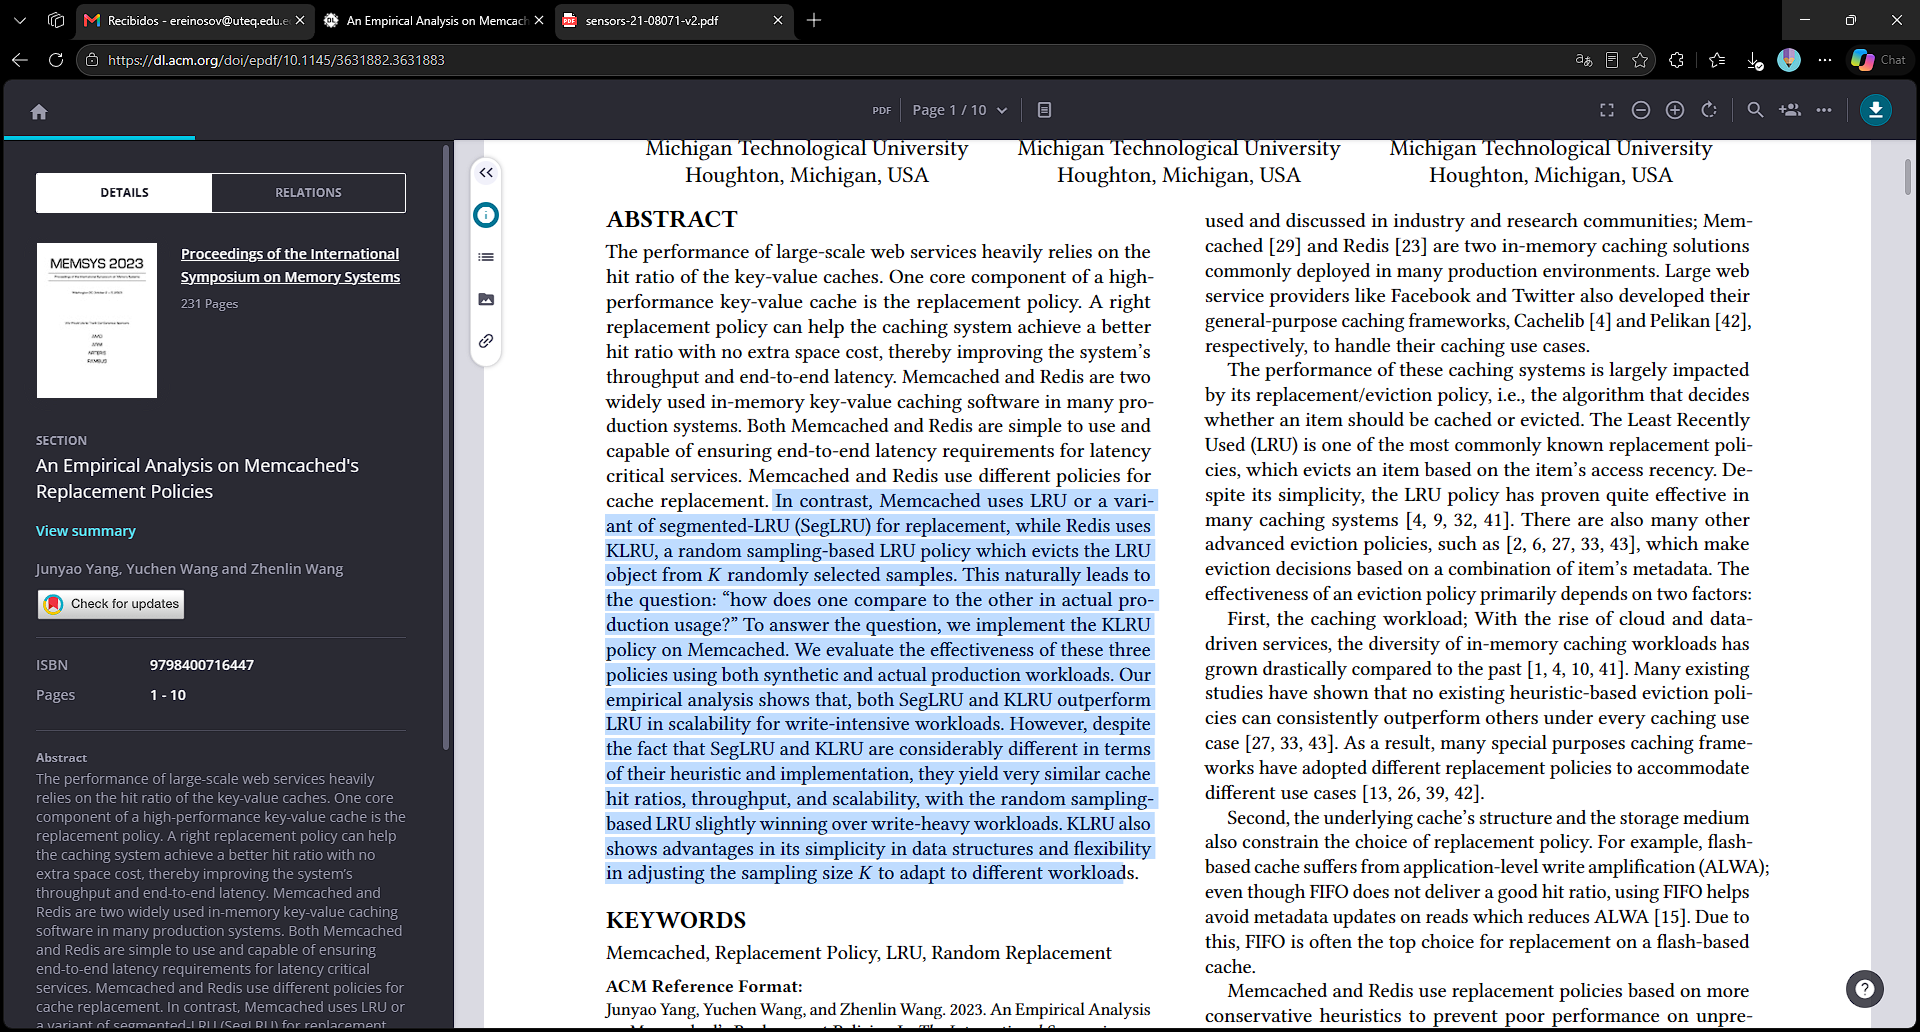 Recibidos - ereinosov@uteq.edu.e
An Empirical Analysis on Memcach
sensors-21-08071-v2.pdf
https://dl.acm.org/doi/epdf/10.1145/3631882.3631883
Chat
PDF
Page 1 / 10
DETAILS
RELATIONS
MEMSYS 2023
Proceedings of the International
Symposium on Memory Systems
231 Pages
SECTION
An Empirical Analysis on Memcached's
Replacement Policies
View summary
Junyao Yang, Yuchen Wang and Zhenlin Wang
Check for updates
ISBN 9798400716447
Pages 1 - 10
Abstract
The performance of large-scale web services heavily
relies on the hit ratio of the key-value caches. One core
component of a high-performance key-value cache is the
replacement policy. A right replacement policy can help
the caching system achieve a better hit ratio with no
extra space cost, thereby improving the system's
throughput and end-to-end latency. Memcached and
Redis are two widely used in-memory key-value caching
software in many production systems. Both Memcached
and Redis are simple to use and capable of ensuring
end-to-end latency requirements for latency critical
services. Memcached and Redis use different policies for
cache replacement. In contrast, Memcached uses LRU or
a variant of segmented-LRU (SegLRU) for replacement,
Michigan Technological University
Houghton, Michigan, USA
Michigan Technological University
Houghton, Michigan, USA
Michigan Technological University
Houghton, Michigan, USA
ABSTRACT
The performance of large-scale web services heavily relies on the
hit ratio of the key-value caches. One core component of a high-
performance key-value cache is the replacement policy. A right
replacement policy can help the caching system achieve a better
hit ratio with no extra space cost, thereby improving the system's
throughput and end-to-end latency. Memcached and Redis are two
widely used in-memory key-value caching software in many pro-
duction systems. Both Memcached and Redis are simple to use and
capable of ensuring end-to-end latency requirements for latency
critical services. Memcached and Redis use different policies for
cache replacement. In contrast, Memcached uses LRU or a vari-
ant of segmented-LRU (SegLRU) for replacement, while Redis uses
KLRU, a random sampling-based LRU policy which evicts the LRU
object from K randomly selected samples. This naturally leads to
the question: “how does one compare to the other in actual pro-
duction usage?” To answer the question, we implement the KLRU
policy on Memcached. We evaluate the effectiveness of these three
policies using both synthetic and actual production workloads. Our
empirical analysis shows that, both SegLRU and KLRU outperform
LRU in scalability for write-intensive workloads. However, despite
the fact that SegLRU and KLRU are considerably different in terms
of their heuristic and implementation, they yield very similar cache
hit ratios, throughput, and scalability, with the random sampling-
based LRU slightly winning over write-heavy workloads. KLRU also
shows advantages in its simplicity in data structures and flexibility
in adjusting the sampling size K to adapt to different workloads.
KEYWORDS
Memcached, Replacement Policy, LRU, Random Replacement
ACM Reference Format:
Junyao Yang, Yuchen Wang, and Zhenlin Wang. 2023. An Empirical Analysis
used and discussed in industry and research communities; Mem-
cached [29] and Redis [23] are two in-memory caching solutions
commonly deployed in many production environments. Large web
service providers like Facebook and Twitter also developed their
general-purpose caching frameworks, Cachelib [4] and Pelikan [42],
respectively, to handle their caching use cases.
The performance of these caching systems is largely impacted
by its replacement/eviction policy, i.e., the algorithm that decides
whether an item should be cached or evicted. The Least Recently
Used (LRU) is one of the most commonly known replacement poli-
cies, which evicts an item based on the item's access recency. De-
spite its simplicity, the LRU policy has proven quite effective in
many caching systems [4, 9, 32, 41]. There are also many other
advanced eviction policies, such as [2, 6, 27, 33, 43], which make
eviction decisions based on a combination of item's metadata. The
effectiveness of an eviction policy primarily depends on two factors:
First, the caching workload; With the rise of cloud and data-
driven services, the diversity of in-memory caching workloads has
grown drastically compared to the past [1, 4, 10, 41]. Many existing
studies have shown that no existing heuristic-based eviction poli-
cies can consistently outperform others under every caching use
case [27, 33, 43]. As a result, many special purposes caching frame-
works have adopted different replacement policies to accommodate
different use cases [13, 26, 39, 42].
Second, the underlying cache's structure and the storage medium
also constrain the choice of replacement policy. For example, flash-
based cache suffers from application-level write amplification (ALWA);
even though FIFO does not deliver a good hit ratio, using FIFO helps
avoid metadata updates on reads which reduces ALWA [15]. Due to
this, FIFO is often the top choice for replacement on a flash-based
cache.
Memcached and Redis use replacement policies based on more
conservative heuristics to prevent poor performance on unpre-